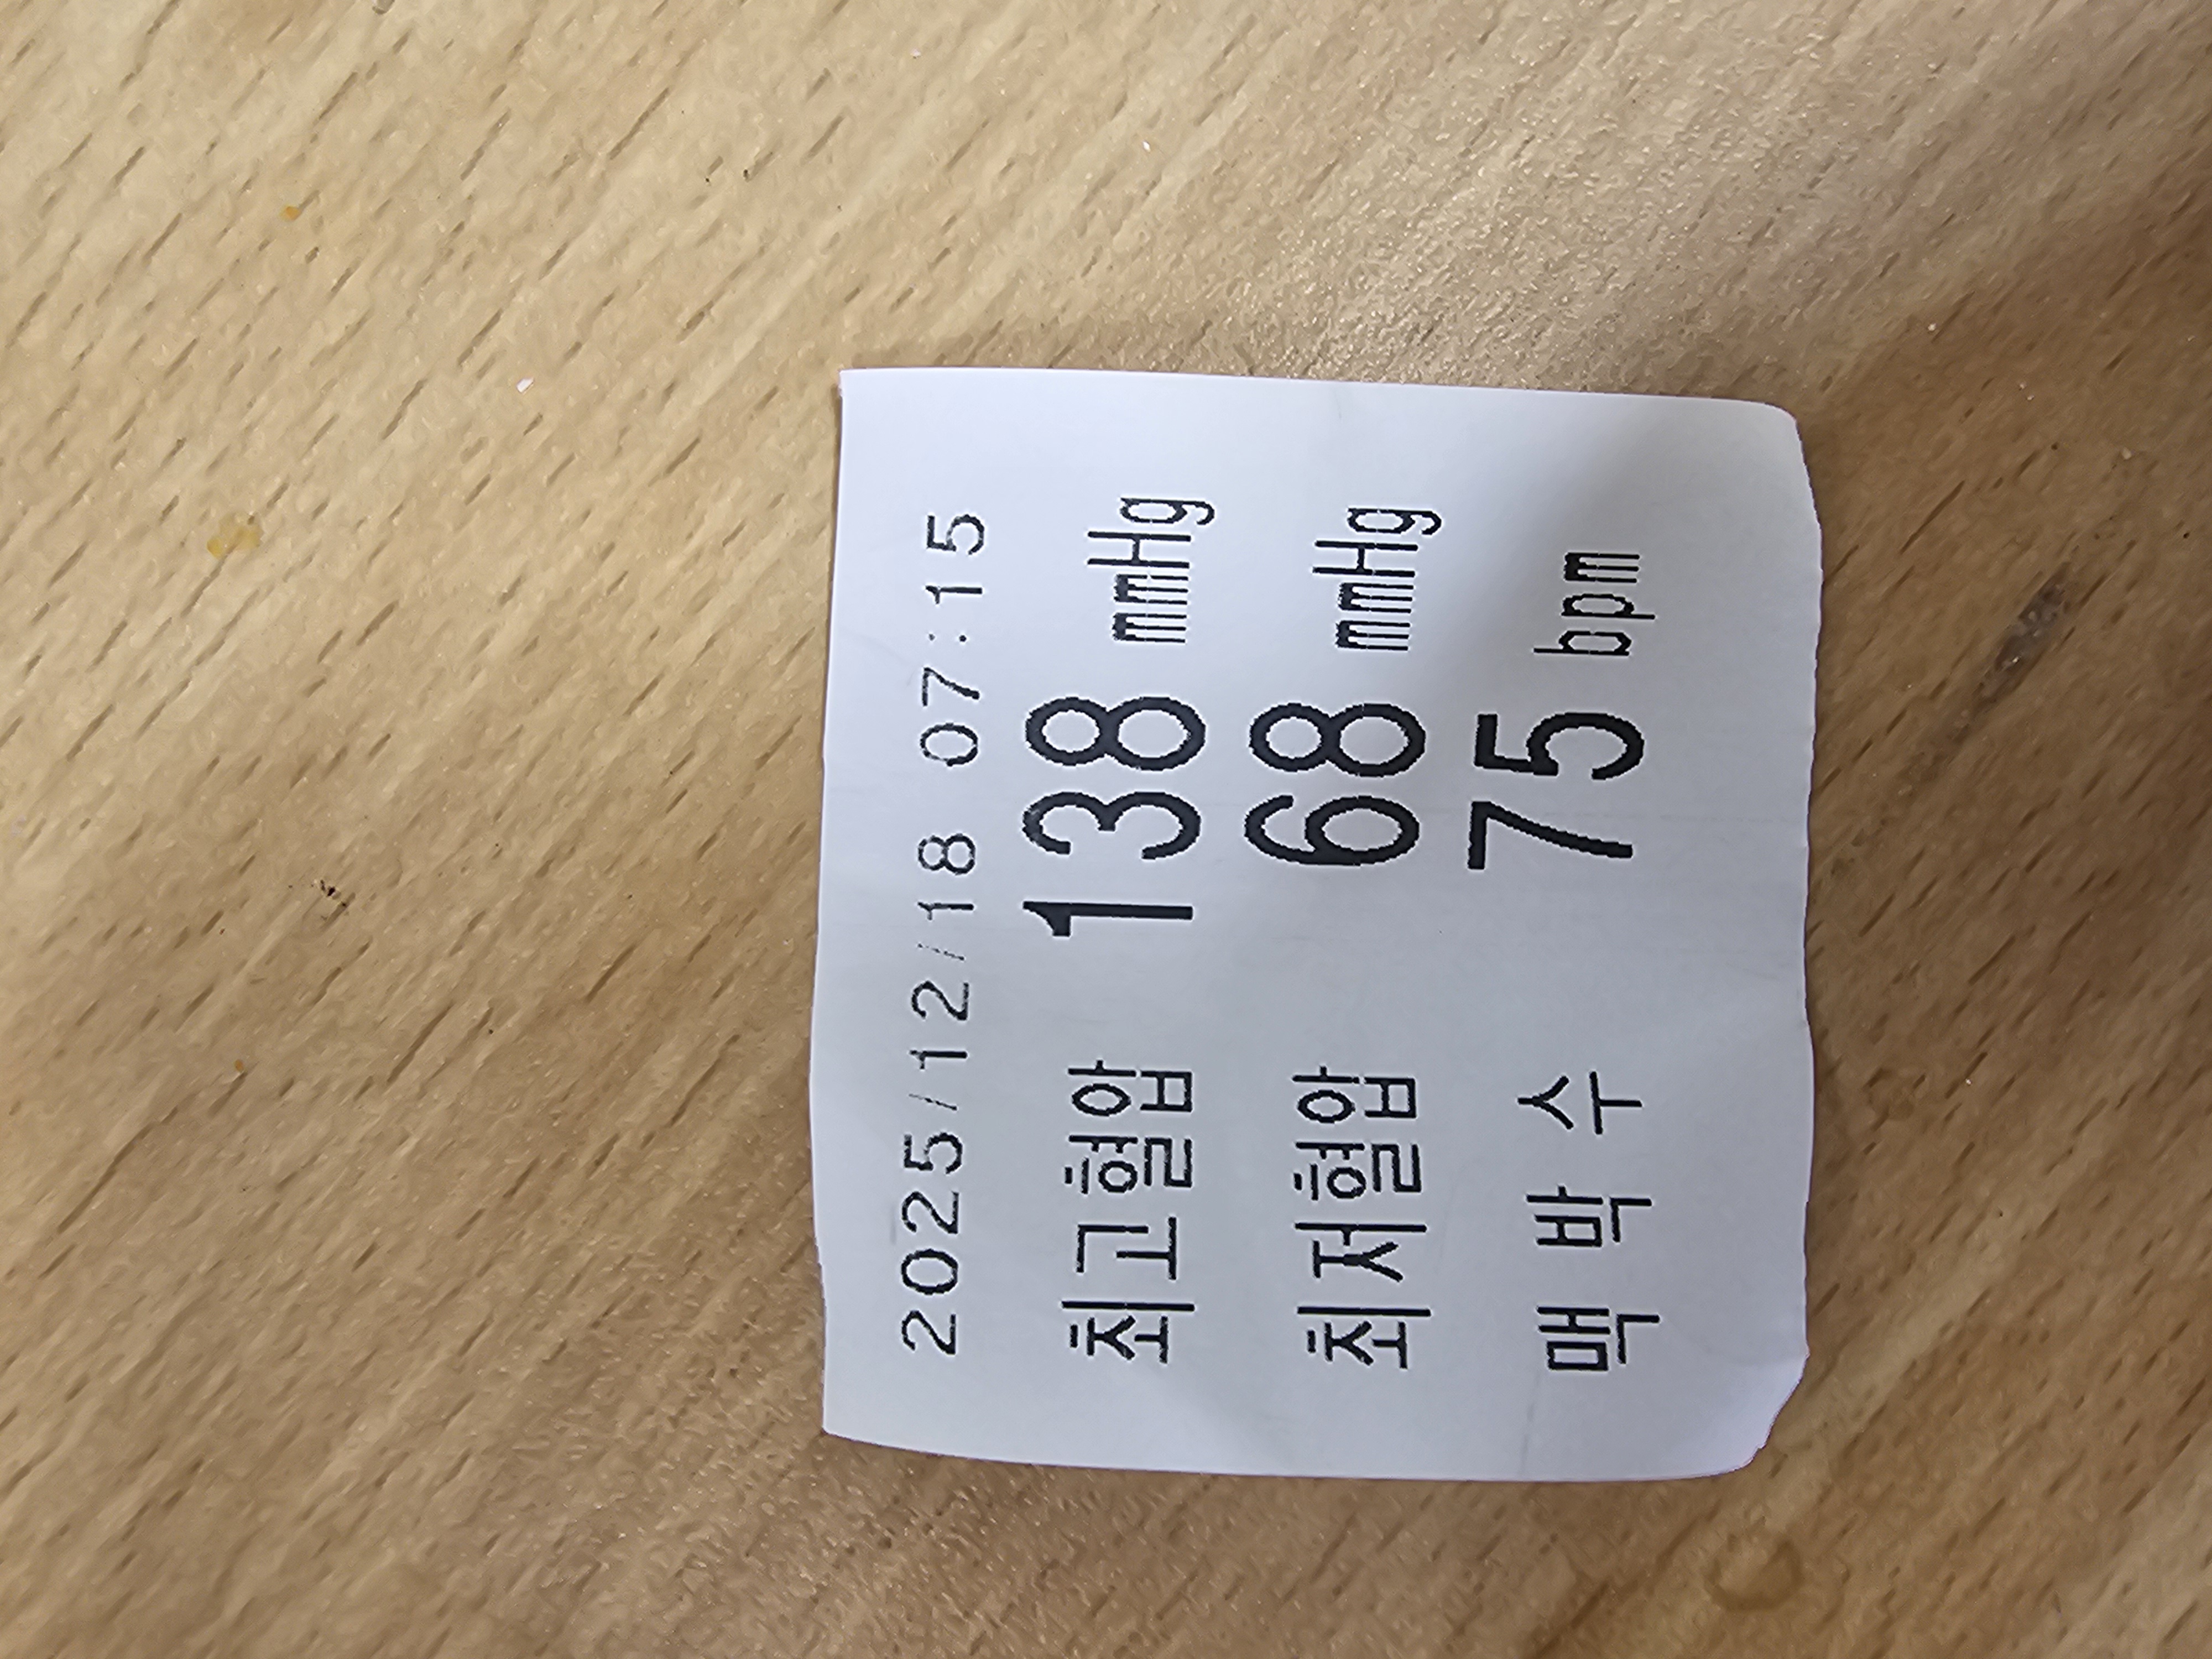 2025/12/18 07:15
최고혈압 138 mmHg
최저혈압 68 mmHg
맥 박 수 75 bpm